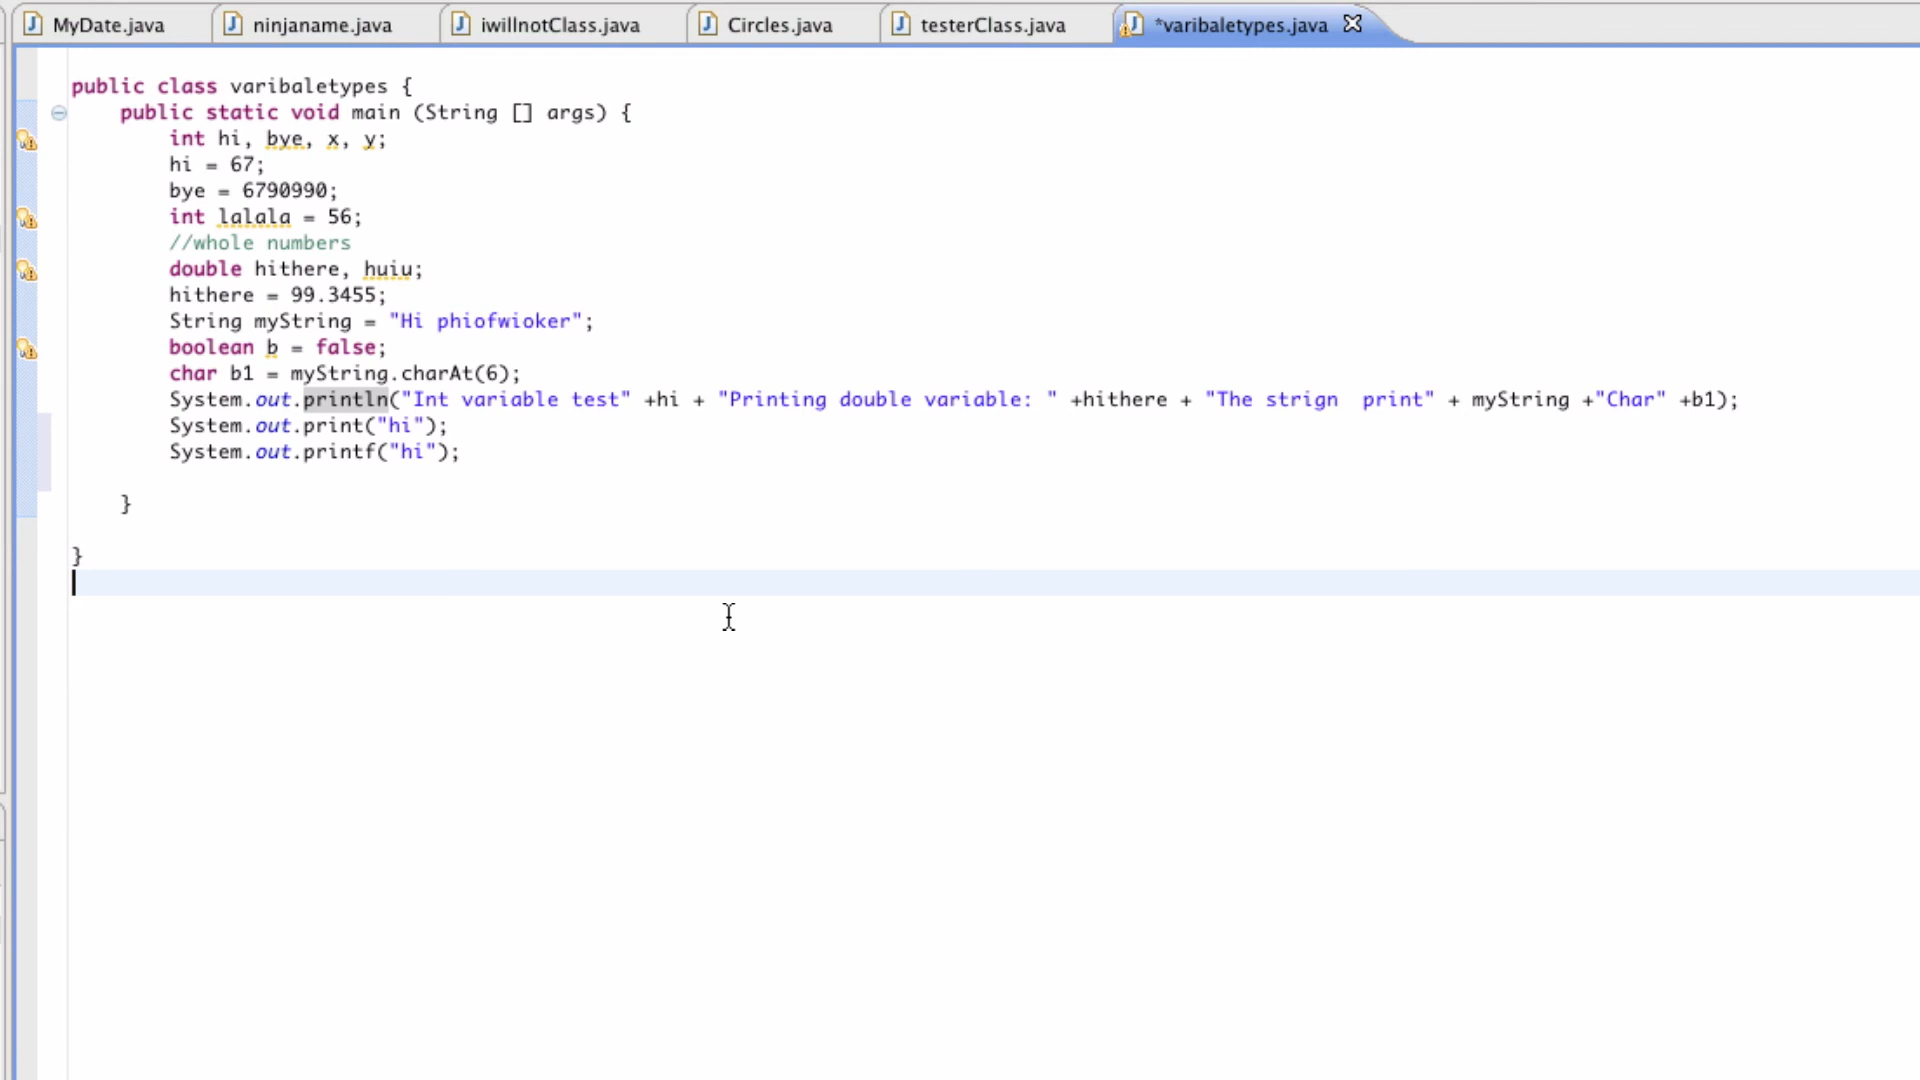 MyDate.java ninjaname.java iwillnotClass.java Circles.java testerClass.java *varibaletypes.java
public class varibaletypes {
public static void main (String [] args) {
int hi, bye, x, y;
hi = 67;
bye = 6790990;
int lalala = 56;
//whole numbers
double hithere, huiu;
hithere = 99.3455;
String myString = "Hi phiofwioker";
boolean b = false;
char b1 = myString.charAt(6);
System.out.println("Int variable test" +hi + "Printing double variable: " +hithere + "The strign  print" + myString +"Char" +b1);
System.out.print("hi");
System.out.printf("hi");
}
}